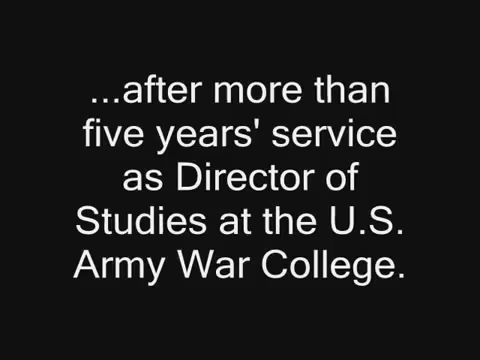 ...after more than
five years' service
as Director of
Studies at the U.S.
Army War College.